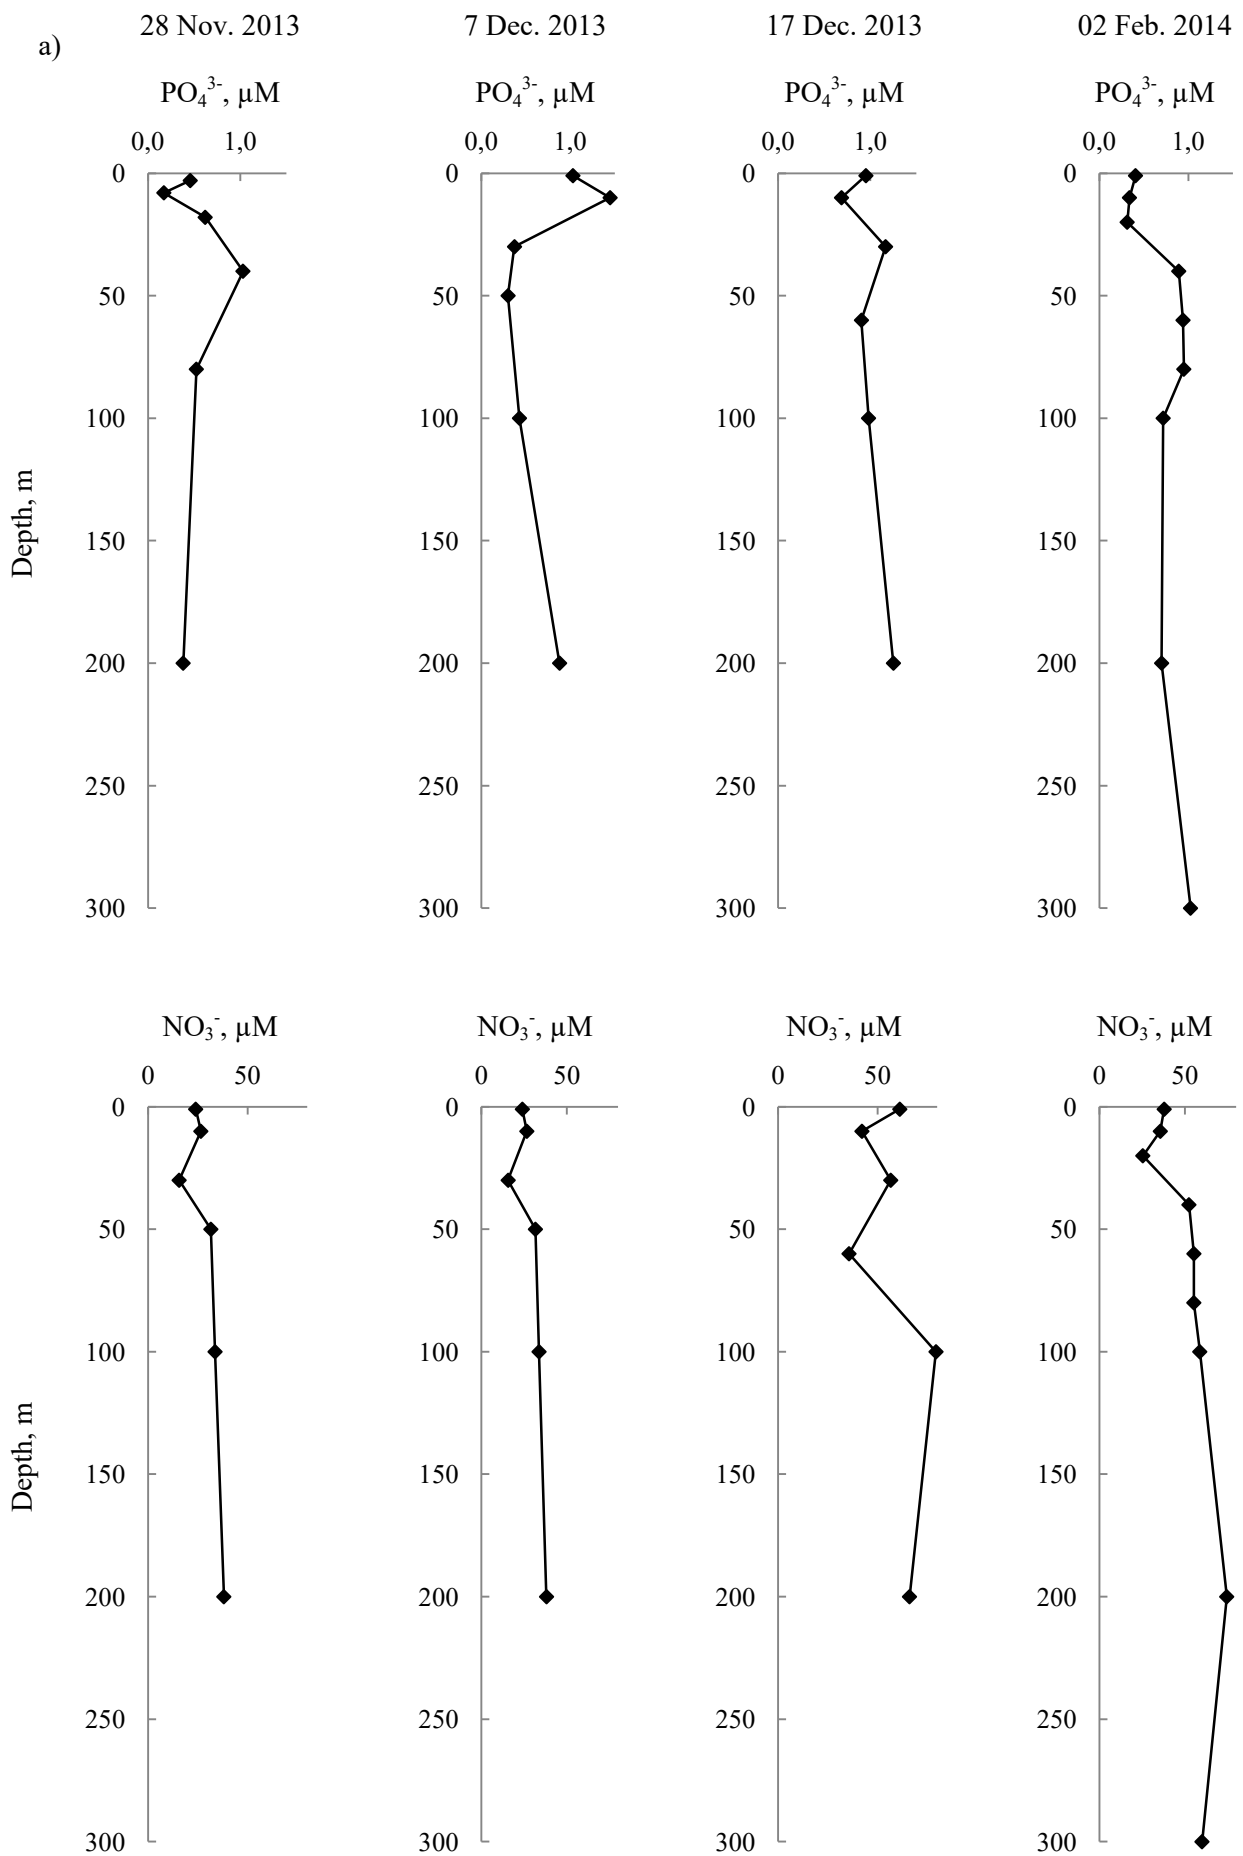 28 Nov. 2013 7 Dec. 2013 17 Dec. 2013 02 Feb. 2014
a)
PO₄³⁻, µM PO₄³⁻, µM PO₄³⁻, µM PO₄³⁻, µM
0,0 1,0 0,0 1,0 0,0 1,0 0,0 1,0
0 0 0 0
50 50 50 50
100 100 100 100
Depth, m
150 150 150 150
200 200 200 200
250 250 250 250
300 300 300 300
NO₃⁻, µM NO₃⁻, µM NO₃⁻, µM NO₃⁻, µM
0 50 0 50 0 50 0 50
0 0 0 0
50 50 50 50
100 100 100 100
Depth, m
150 150 150 150
200 200 200 200
250 250 250 250
300 300 300 300